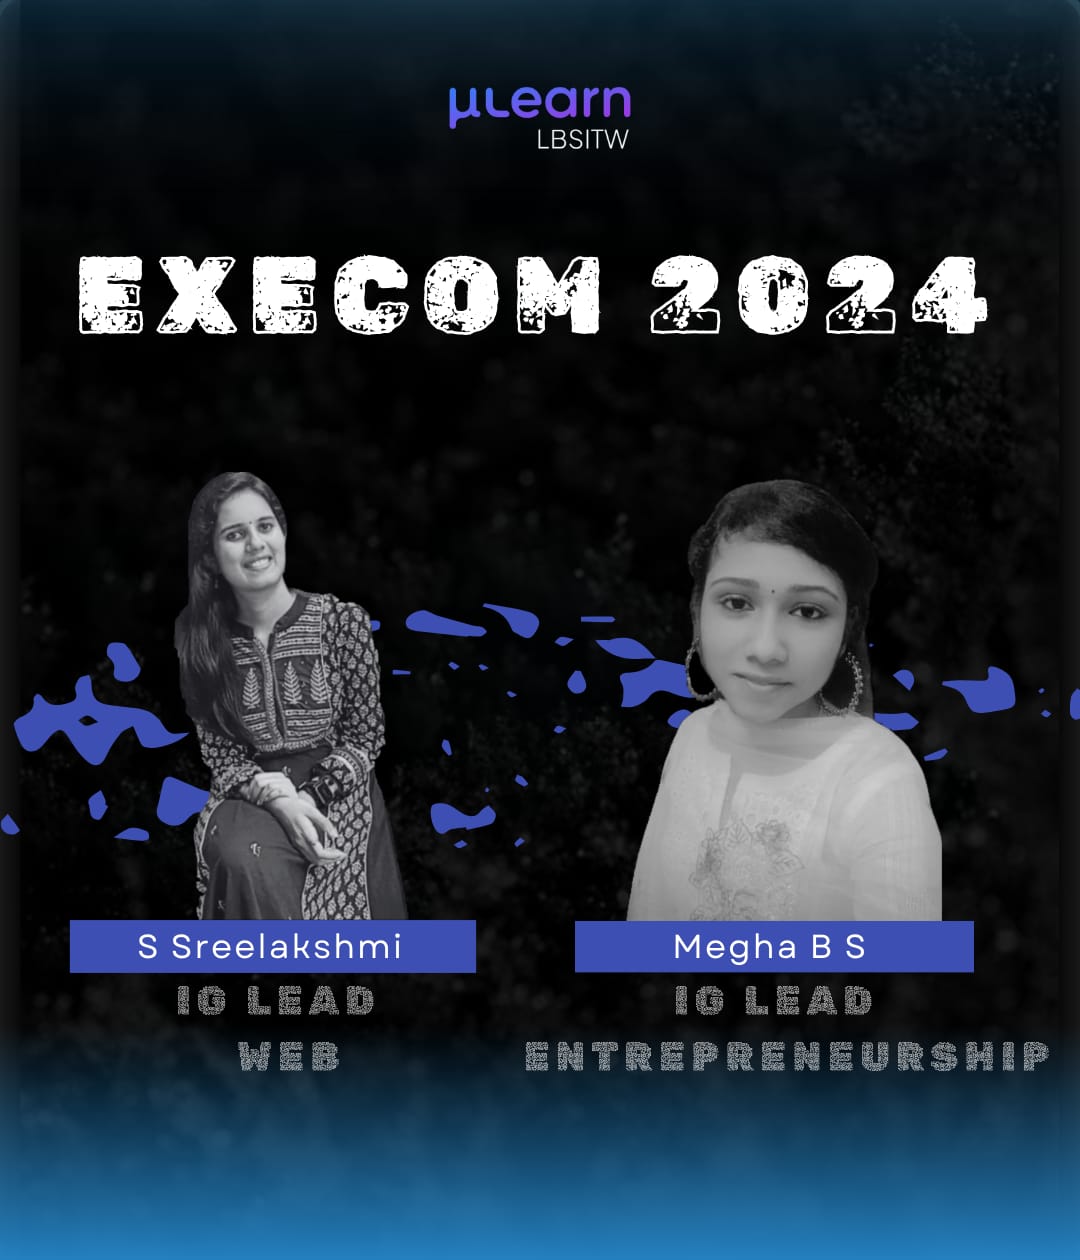 µLearn
LBSITW
EXECOM 2024
S Sreelakshmi
IG LEAD
WEB
Megha B S
IG LEAD
ENTREPRENEURSHIP